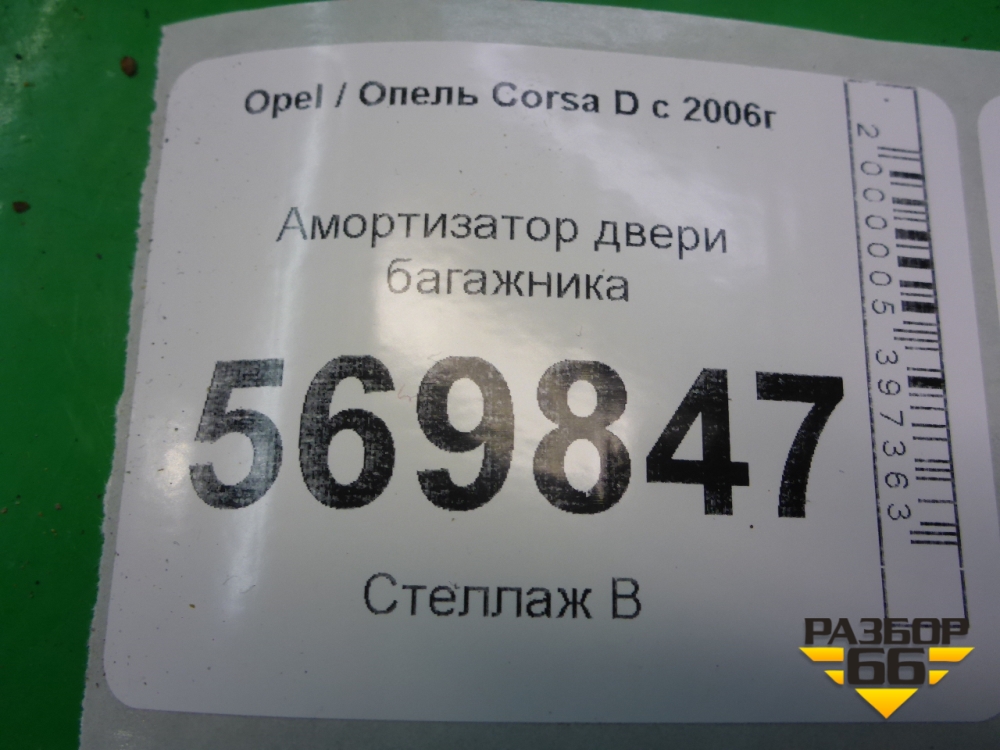 Opel / Опель Corsa D с 2006г
Амортизатор двери
багажника
569847
Стеллаж В
2000005397363
РАЗБОР
66